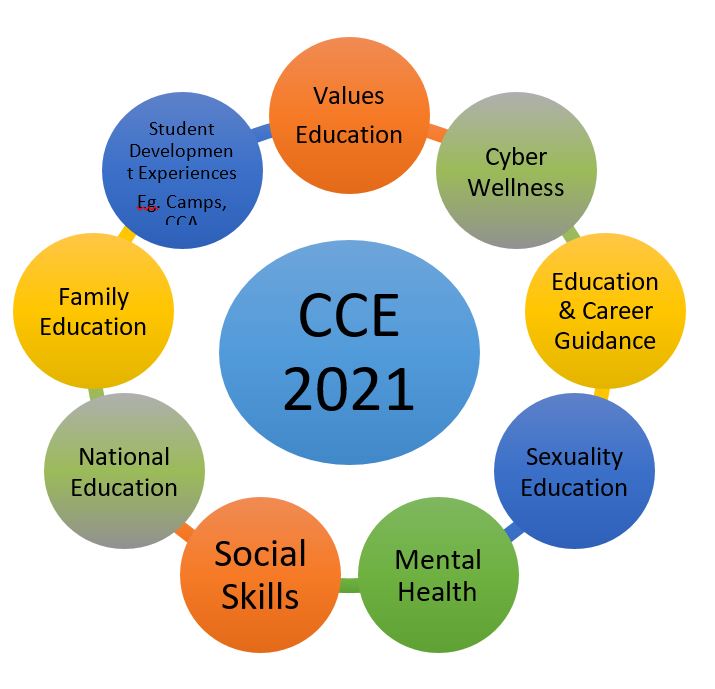 Values
Education
Cyber
Wellness
Education
& Career
Guidance
Sexuality
Education
Mental
Health
Social
Skills
National
Education
Family
Education
Student
Developmen
t Experiences
Eg. Camps,
CCA
CCE
2021